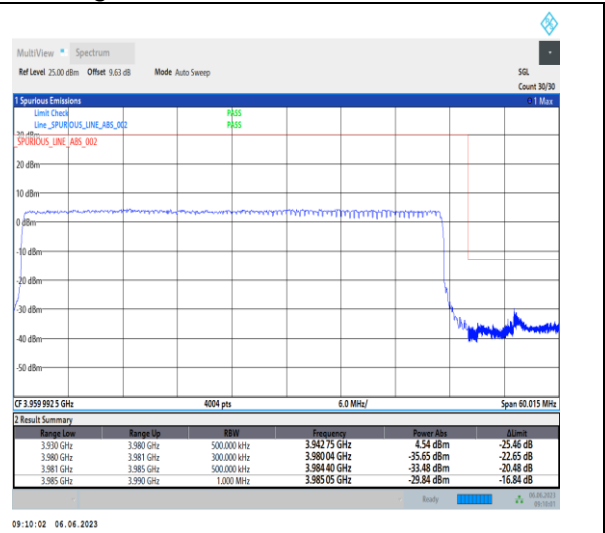 MultiView Spectrum
Ref Level 25.00 dBm Offset 9.63 dB Mode Auto Sweep SGL
Count 30/30
1 Spurious Emissions 1 Max
Limit Check PASS
Line _SPURIOUS_LINE_ABS_002 PASS
_SPURIOUS_LINE_ABS_002
20 dBm
10 dBm
0 dBm
-10 dBm
-20 dBm
-30 dBm
-40 dBm
-50 dBm
CF 3.959 992 5 GHz 4004 pts 6.0 MHz/ Span 60.015 MHz
2 Result Summary
Range Low Range Up RBW Frequency Power Abs ΔLimit
3.930 GHz 3.980 GHz 500.000 kHz 3.942 75 GHz 4.54 dBm -25.46 dB
3.980 GHz 3.981 GHz 300.000 kHz 3.980 04 GHz -35.65 dBm -22.65 dB
3.981 GHz 3.985 GHz 500.000 kHz 3.984 40 GHz -33.48 dBm -20.48 dB
3.985 GHz 3.990 GHz 1.000 MHz 3.985 05 GHz -29.84 dBm -16.84 dB
Ready 06.06.2023
09:10:01
09:10:02 06.06.2023